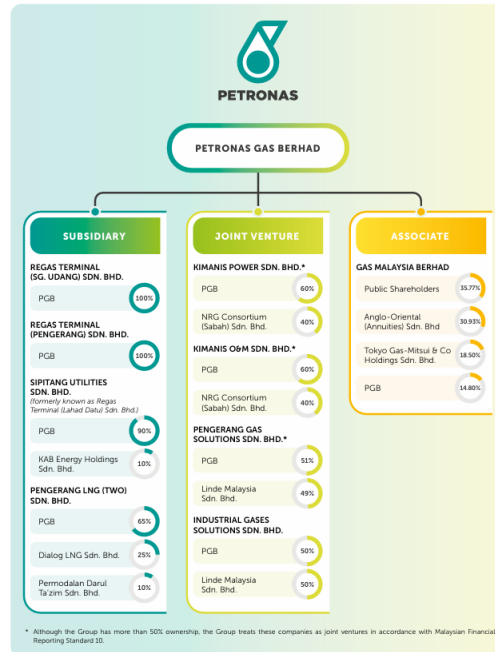 PETRONAS
PETRONAS GAS BERHAD
SUBSIDIARY
REGAS TERMINAL
(SG. UDANG) SDN. BHD.
PGB
100%
REGAS TERMINAL
(PENGERANG) SDN. BHD.
PGB
100%
SIPITANG UTILITIES
SDN. BHD.
(formerly known as Regas
Terminal (Lahad Datu) Sdn. Bhd.)
PGB
90%
KAB Energy Holdings
Sdn. Bhd.
10%
PENGERANG LNG (TWO)
SDN. BHD.
PGB
65%
Dialog LNG Sdn. Bhd.
25%
Permodalan Darul
Ta'zim Sdn. Bhd.
10%
JOINT VENTURE
KIMANIS POWER SDN. BHD.*
PGB
60%
NRG Consortium
(Sabah) Sdn. Bhd.
40%
KIMANIS O&M SDN. BHD.*
PGB
60%
NRG Consortium
(Sabah) Sdn. Bhd.
40%
PENGERANG GAS
SOLUTIONS SDN. BHD.*
PGB
51%
Linde Malaysia
Sdn. Bhd.
49%
INDUSTRIAL GASES
SOLUTIONS SDN. BHD.
PGB
50%
Linde Malaysia
Sdn. Bhd.
50%
ASSOCIATE
GAS MALAYSIA BERHAD
Public Shareholders
35.77%
Anglo-Oriental
(Annuities) Sdn. Bhd
30.93%
Tokyo Gas-Mitsui & Co
Holdings Sdn. Bhd.
18.50%
PGB
14.80%
* Although the Group has more than 50% ownership, the Group treats these companies as joint ventures in accordance with Malaysian Financial
Reporting Standard 10.